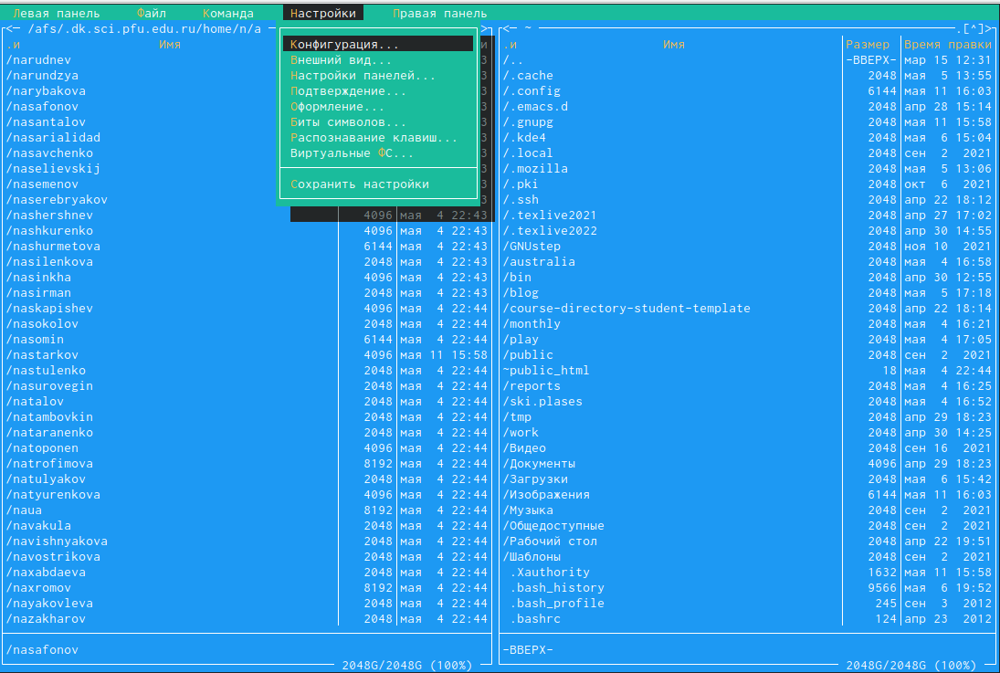 Левая панель Файл Команда Настройки Правая панель
<─ /afs/.dk.sci.pfu.edu.ru/home/n/a >
.и Имя и
/narudnev 3
/narundzya 3
/narybakova 3
/nasafonov 3
/nasantalov 3
/nasarialidad 3
/nasavchenko 3
/naselievskij 3
/nasemenov 3
/naserebryakov 3
/nashershnev 4096 мая 4 22:43
/nashkurenko 4096 мая 4 22:43
/nashurmetova 6144 мая 4 22:43
/nasilenkova 2048 мая 4 22:43
/nasinkha 4096 мая 4 22:43
/nasirman 2048 мая 4 22:43
/naskapishev 4096 мая 4 22:44
/nasokolov 2048 мая 4 22:44
/nasomin 6144 мая 4 22:44
/nastarkov 4096 мая 11 15:58
/nastulenko 2048 мая 4 22:44
/nasurovegin 2048 мая 4 22:44
/natalov 2048 мая 4 22:44
/natambovkin 2048 мая 4 22:44
/nataranenko 2048 мая 4 22:44
/natoponen 4096 мая 4 22:44
/natrofimova 8192 мая 4 22:44
/natulyakov 2048 мая 4 22:44
/natyurenkova 4096 мая 4 22:44
/naua 8192 мая 4 22:44
/navakula 2048 мая 4 22:44
/navishnyakova 2048 мая 4 22:44
/navostrikova 2048 мая 4 22:44
/naxabdaeva 2048 мая 4 22:44
/naxromov 8192 мая 4 22:44
/nayakovleva 2048 мая 4 22:44
/nazakharov 2048 мая 4 22:44
/nasafonov
2048G/2048G (100%)
Конфигурация...
Внешний вид...
Настройки панелей...
Подтверждение...
Оформление...
Биты символов...
Распознавание клавиш...
Виртуальные ФС...
Сохранить настройки
<─ ~ .[^]>
.и Имя Размер Время правки
/.. -ВВЕРХ- мар 15 12:31
/.cache 2048 мая 5 13:55
/.config 6144 мая 11 16:03
/.emacs.d 2048 апр 28 15:14
/.gnupg 2048 мая 11 15:58
/.kde4 2048 мая 6 15:04
/.local 2048 сен 2 2021
/.mozilla 2048 мая 5 13:06
/.pki 2048 окт 6 2021
/.ssh 2048 апр 22 18:12
/.texlive2021 2048 апр 27 17:02
/.texlive2022 2048 апр 30 14:55
/GNUstep 2048 ноя 10 2021
/australia 2048 мая 4 16:58
/bin 2048 апр 30 12:55
/blog 2048 мая 5 17:18
/course-directory-student-template 2048 апр 22 18:14
/monthly 2048 мая 4 16:21
/play 2048 мая 4 17:05
/public 2048 сен 2 2021
~public_html 18 мая 4 22:44
/reports 2048 мая 4 16:25
/ski.plases 2048 мая 4 16:52
/tmp 2048 апр 29 18:23
/work 2048 апр 30 14:25
/Видео 2048 сен 16 2021
/Документы 4096 апр 29 18:23
/Загрузки 2048 мая 6 15:42
/Изображения 6144 мая 11 16:03
/Музыка 2048 сен 2 2021
/Общедоступные 2048 сен 2 2021
/Рабочий стол 2048 апр 22 19:51
/Шаблоны 2048 сен 2 2021
.Xauthority 1632 мая 11 15:58
.bash_history 9566 мая 6 19:52
.bash_profile 245 сен 3 2012
.bashrc 124 апр 23 2012
-ВВЕРХ-
2048G/2048G (100%)